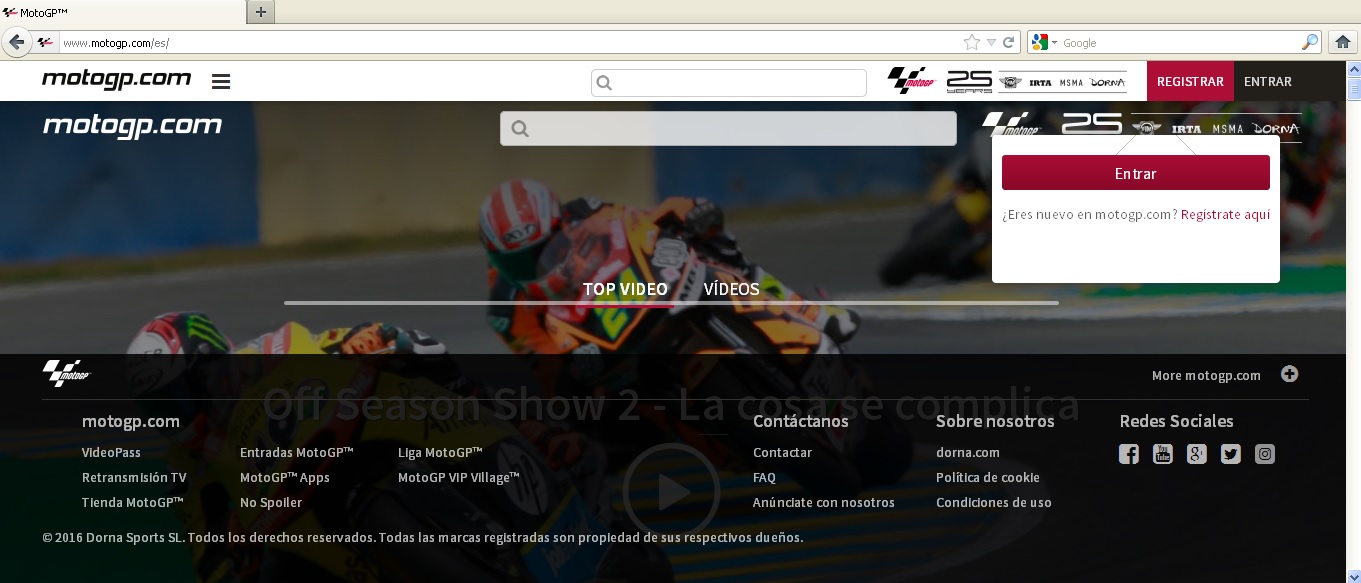 MotoGP™
www.motogp.com/es/
Google
motogp.com
MotoGP
25 YEARS
FIM
IRTA
MSMA
DORNA
REGISTRAR
ENTRAR
motogp.com
MotoGP
25
FIM
IRTA
MSMA
DORNA
Entrar
¿Eres nuevo en motogp.com? Regístrate aquí
TOP VIDEO
VÍDEOS
MotoGP
More motogp.com
Off Season Show 2 - La cosa se complica
motogp.com
Contáctanos
Sobre nosotros
Redes Sociales
VideoPass
Entradas MotoGP™
Liga MotoGP™
Contactar
dorna.com
Retransmisión TV
MotoGP™ Apps
MotoGP VIP Village™
FAQ
Política de cookie
Tienda MotoGP™
No Spoiler
Anúnciate con nosotros
Condiciones de uso
© 2016 Dorna Sports SL. Todos los derechos reservados. Todas las marcas registradas son propiedad de sus respectivos dueños.